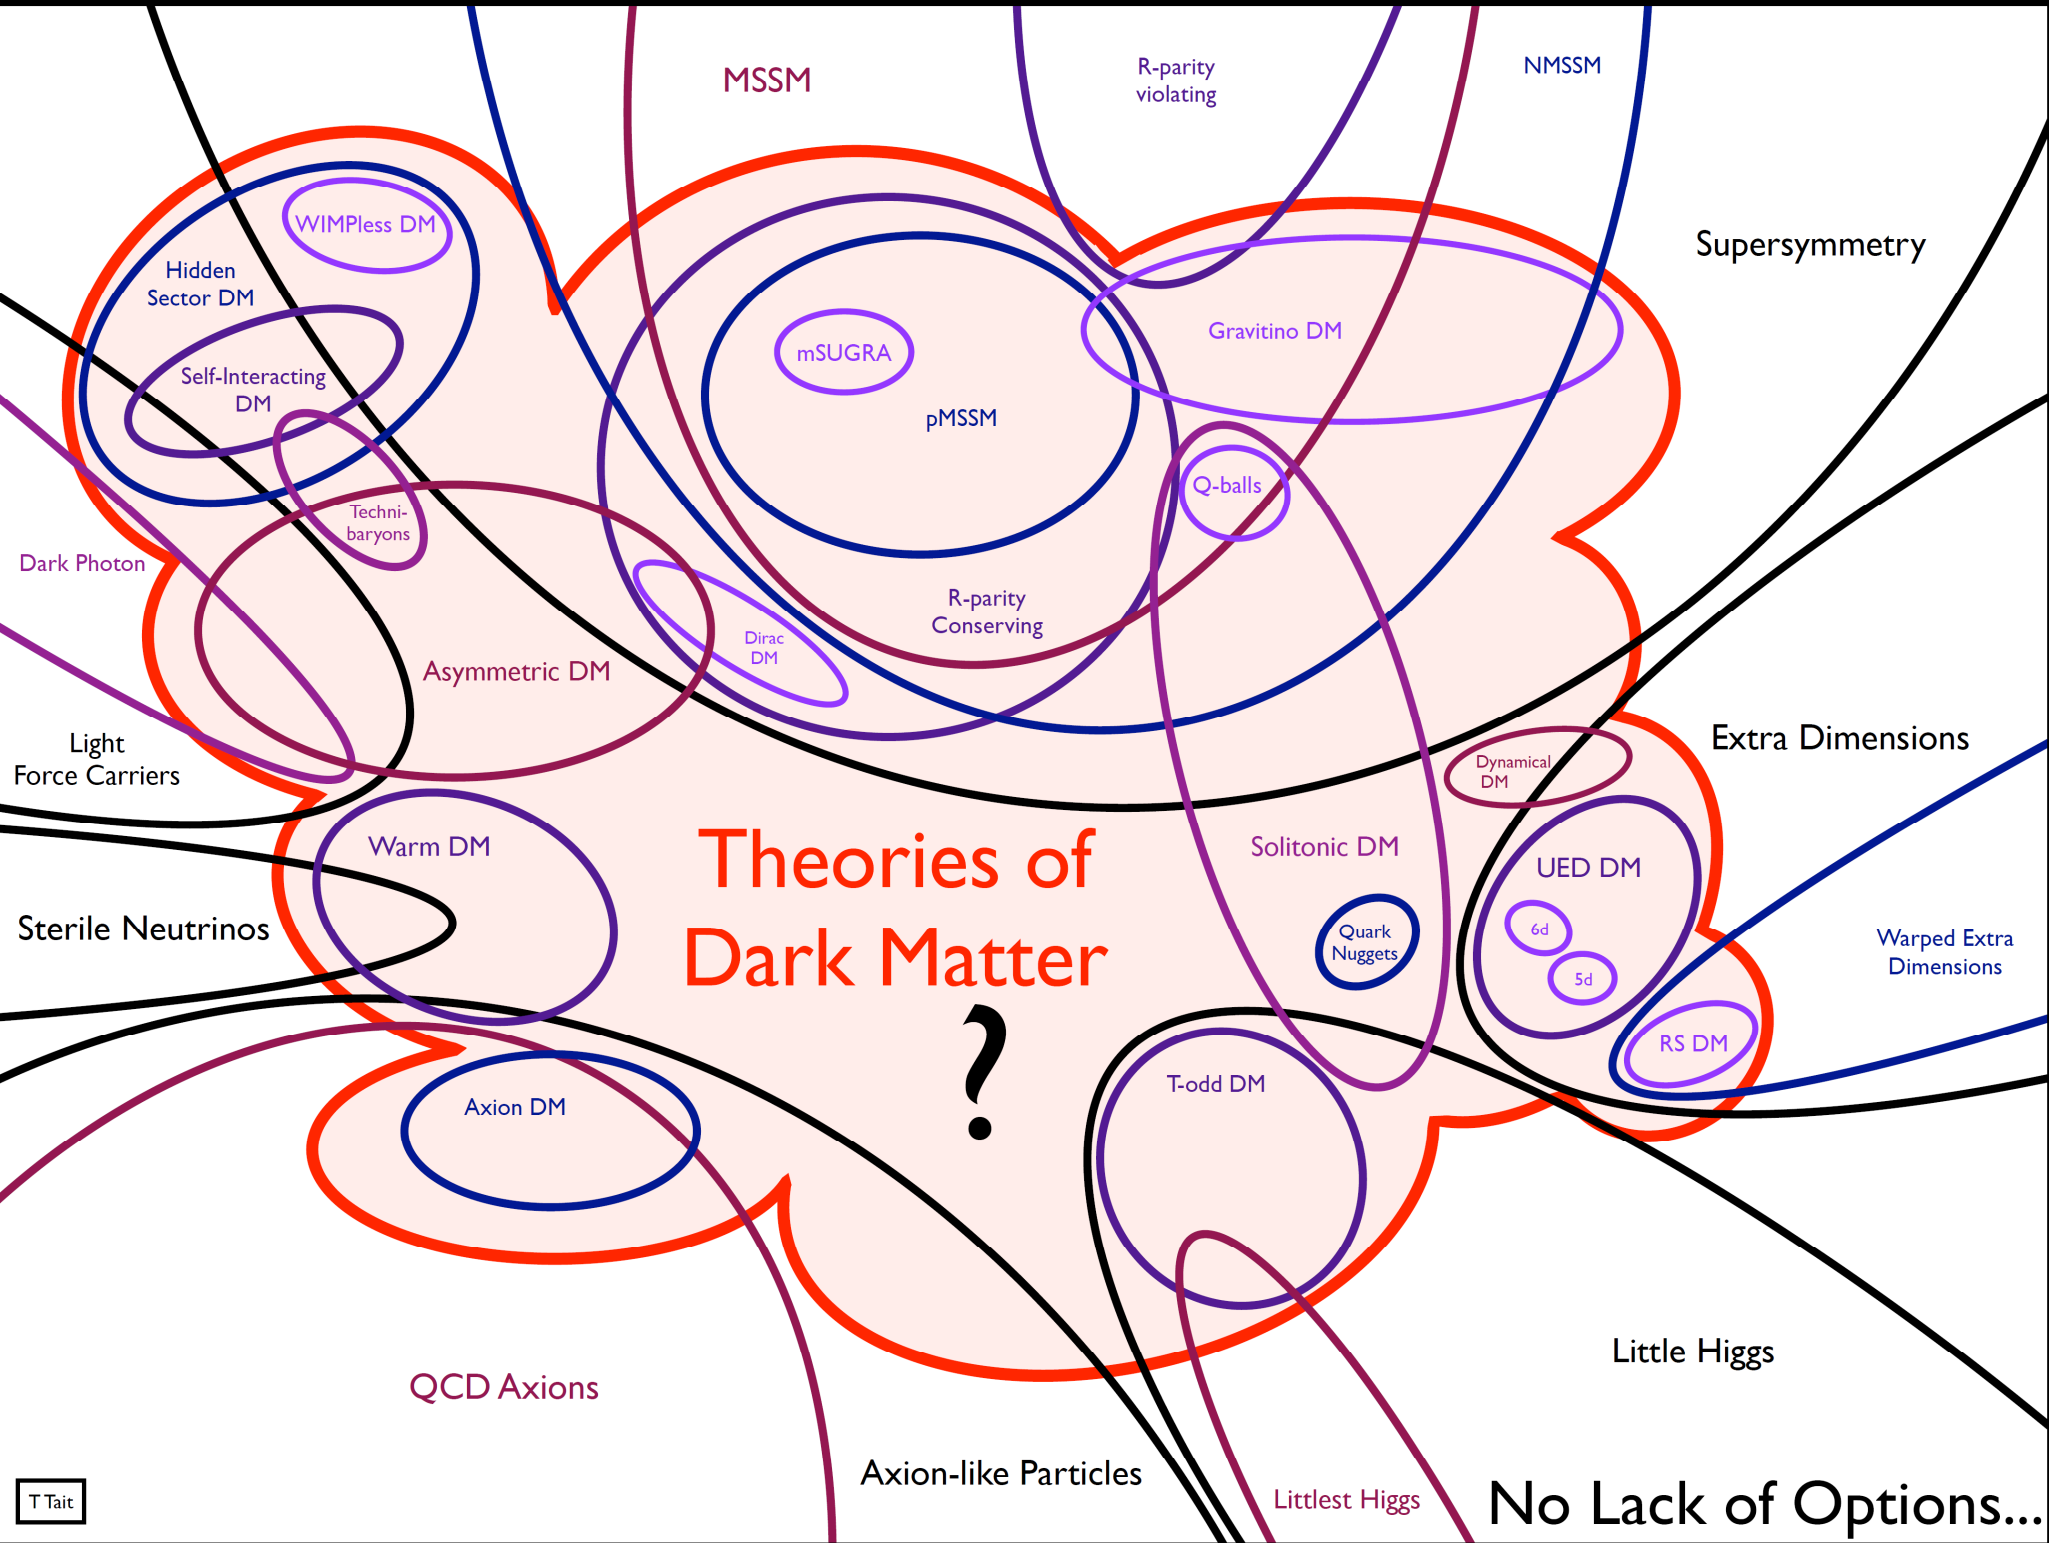 MSSM
R-parity
violating
NMSSM
Supersymmetry
WIMPless DM
Hidden
Sector DM
Self-Interacting
DM
mSUGRA
pMSSM
Gravitino DM
Q-balls
Techni-
baryons
Dark Photon
R-parity
Conserving
Dirac
DM
Asymmetric DM
Light
Force Carriers
Extra Dimensions
Dynamical
DM
Warm DM
Theories of
Dark Matter
?
Solitonic DM
Quark
Nuggets
UED DM
6d
5d
Sterile Neutrinos
Warped Extra
Dimensions
RS DM
T-odd DM
Axion DM
Little Higgs
QCD Axions
Axion-like Particles
Littlest Higgs
T Tait
No Lack of Options...